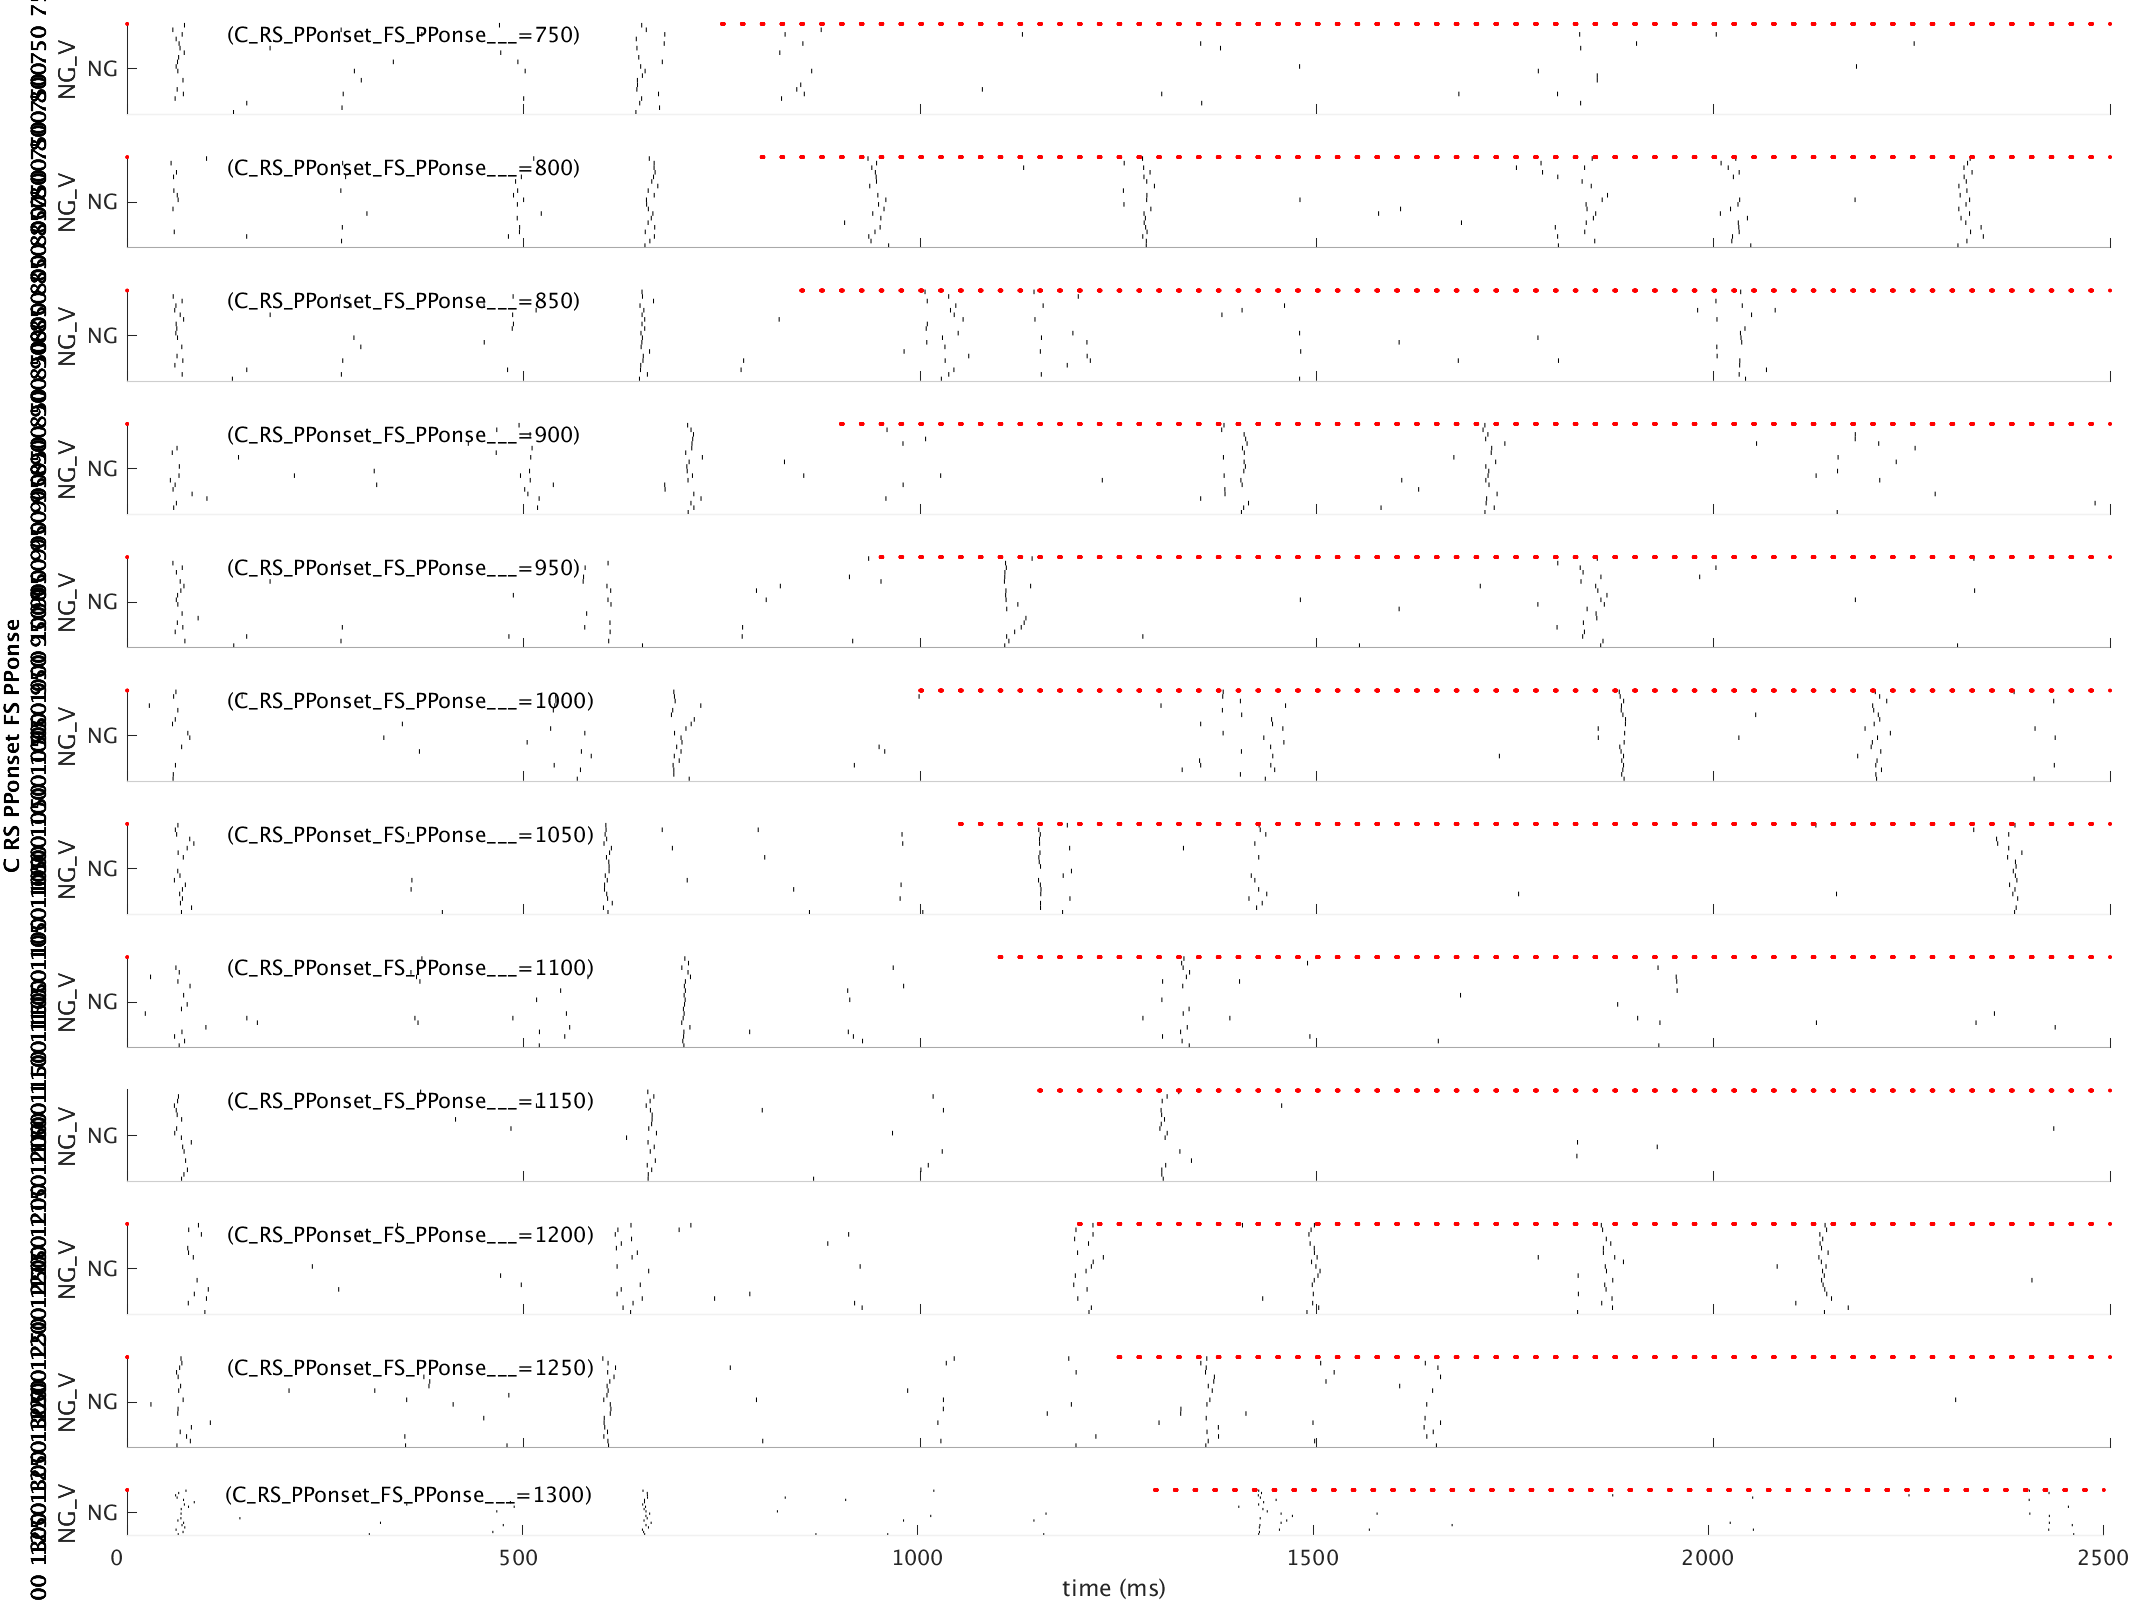 C RS PPonset FS PPonse
(C_RS_PPonset_FS_PPonse___=750)
NG_V
NG
(C_RS_PPonset_FS_PPonse___=800)
NG_V
NG
(C_RS_PPonset_FS_PPonse___=850)
NG_V
NG
(C_RS_PPonset_FS_PPonse___=900)
NG_V
NG
(C_RS_PPonset_FS_PPonse___=950)
NG_V
NG
(C_RS_PPonset_FS_PPonse___=1000)
NG_V
NG
(C_RS_PPonset_FS_PPonse___=1050)
NG_V
NG
(C_RS_PPonset_FS_PPonse___=1100)
NG_V
NG
(C_RS_PPonset_FS_PPonse___=1150)
NG_V
NG
(C_RS_PPonset_FS_PPonse___=1200)
NG_V
NG
(C_RS_PPonset_FS_PPonse___=1250)
NG_V
NG
(C_RS_PPonset_FS_PPonse___=1300)
NG_V
NG
0 500 1000 1500 2000 2500
time (ms)